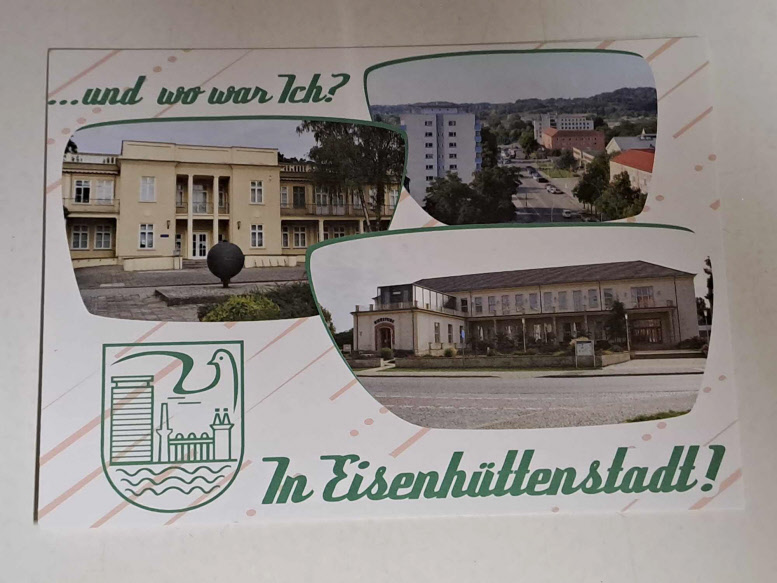 ...und wo war Ich?
In Eisenhüttenstadt!